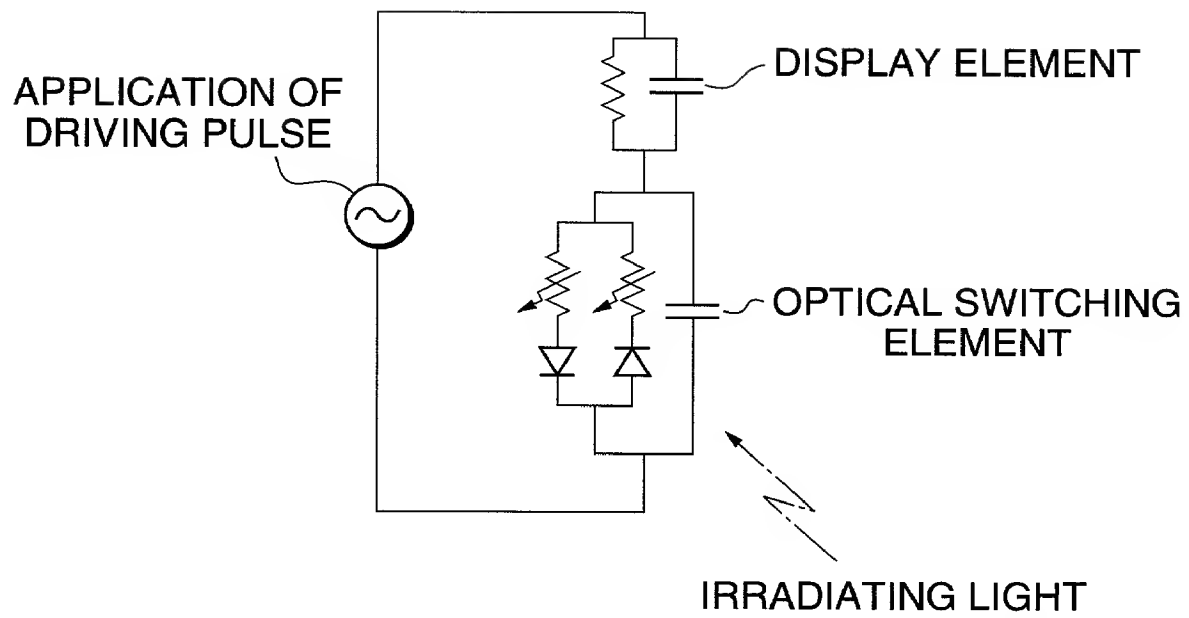 APPLICATION OF
DRIVING PULSE
DISPLAY ELEMENT
OPTICAL SWITCHING
ELEMENT
IRRADIATING LIGHT